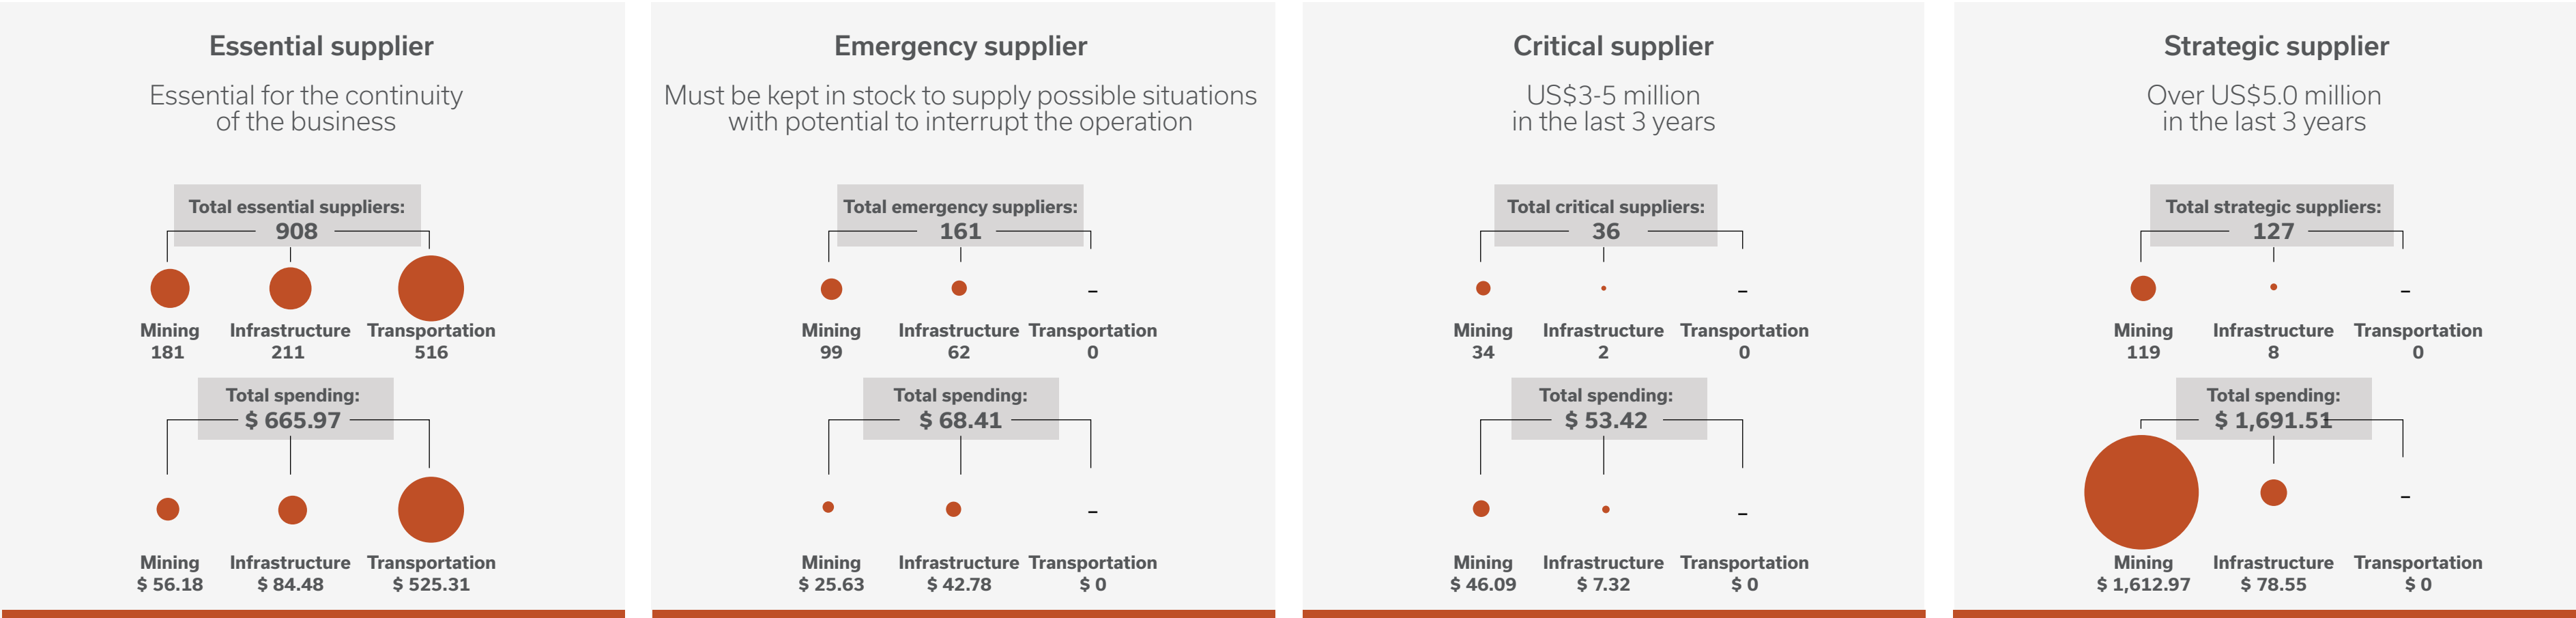 Essential supplier
Essential for the continuity
of the business
Total essential suppliers:
908
Mining Infrastructure Transportation
181 211 516
Total spending:
$ 665.97
Mining Infrastructure Transportation
$ 56.18 $ 84.48 $ 525.31
Emergency supplier
Must be kept in stock to supply possible situations
with potential to interrupt the operation
Total emergency suppliers:
161
–
Mining Infrastructure Transportation
99 62 0
Total spending:
$ 68.41
–
Mining Infrastructure Transportation
$ 25.63 $ 42.78 $ 0
Critical supplier
US$3-5 million
in the last 3 years
Total critical suppliers:
36
–
Mining Infrastructure Transportation
34 2 0
Total spending:
$ 53.42
–
Mining Infrastructure Transportation
$ 46.09 $ 7.32 $ 0
Strategic supplier
Over US$5.0 million
in the last 3 years
Total strategic suppliers:
127
–
Mining Infrastructure Transportation
119 8 0
Total spending:
$ 1,691.51
–
Mining Infrastructure Transportation
$ 1,612.97 $ 78.55 $ 0